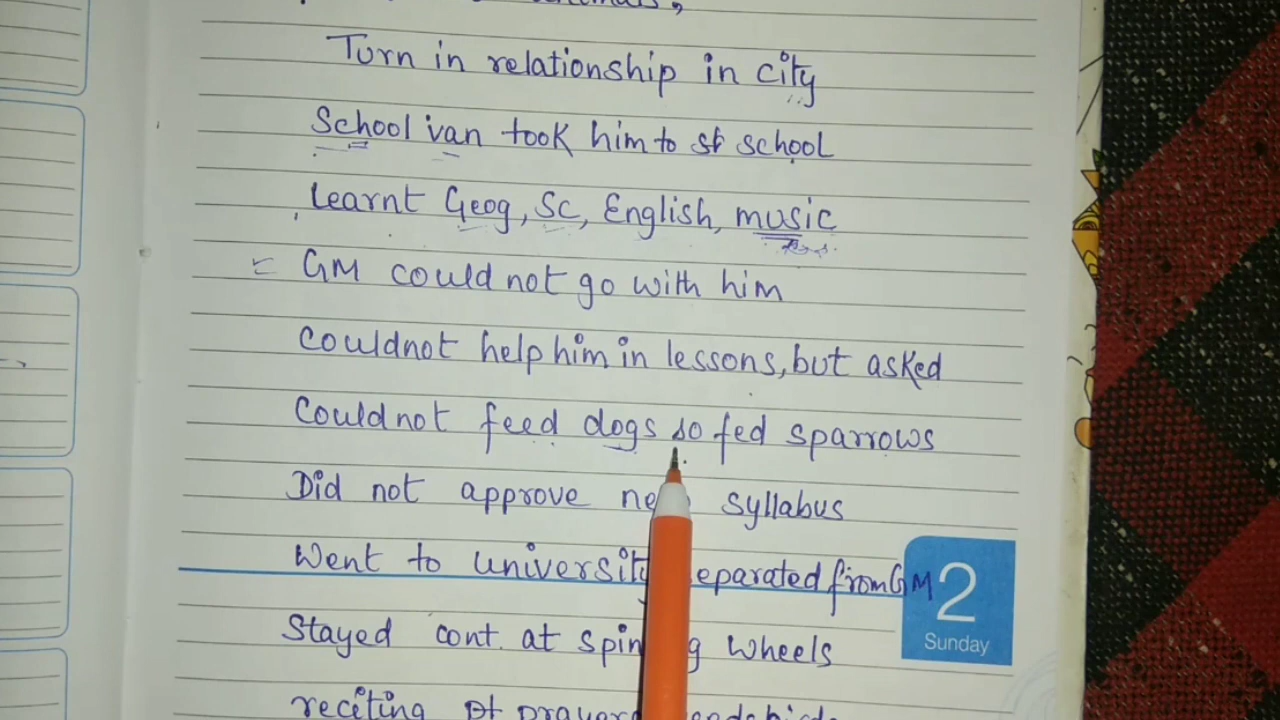 Turn in relationship in city
School van took him to st school
Learnt Geog, Sc, English, music
= GM could not go with him
Couldnot help him in lessons, but asked
Couldnot feed dogs so fed sparrows
Did not approve syllabus
Went to university from GM
Stayed cont. at wheels
reciting of
2
Sunday